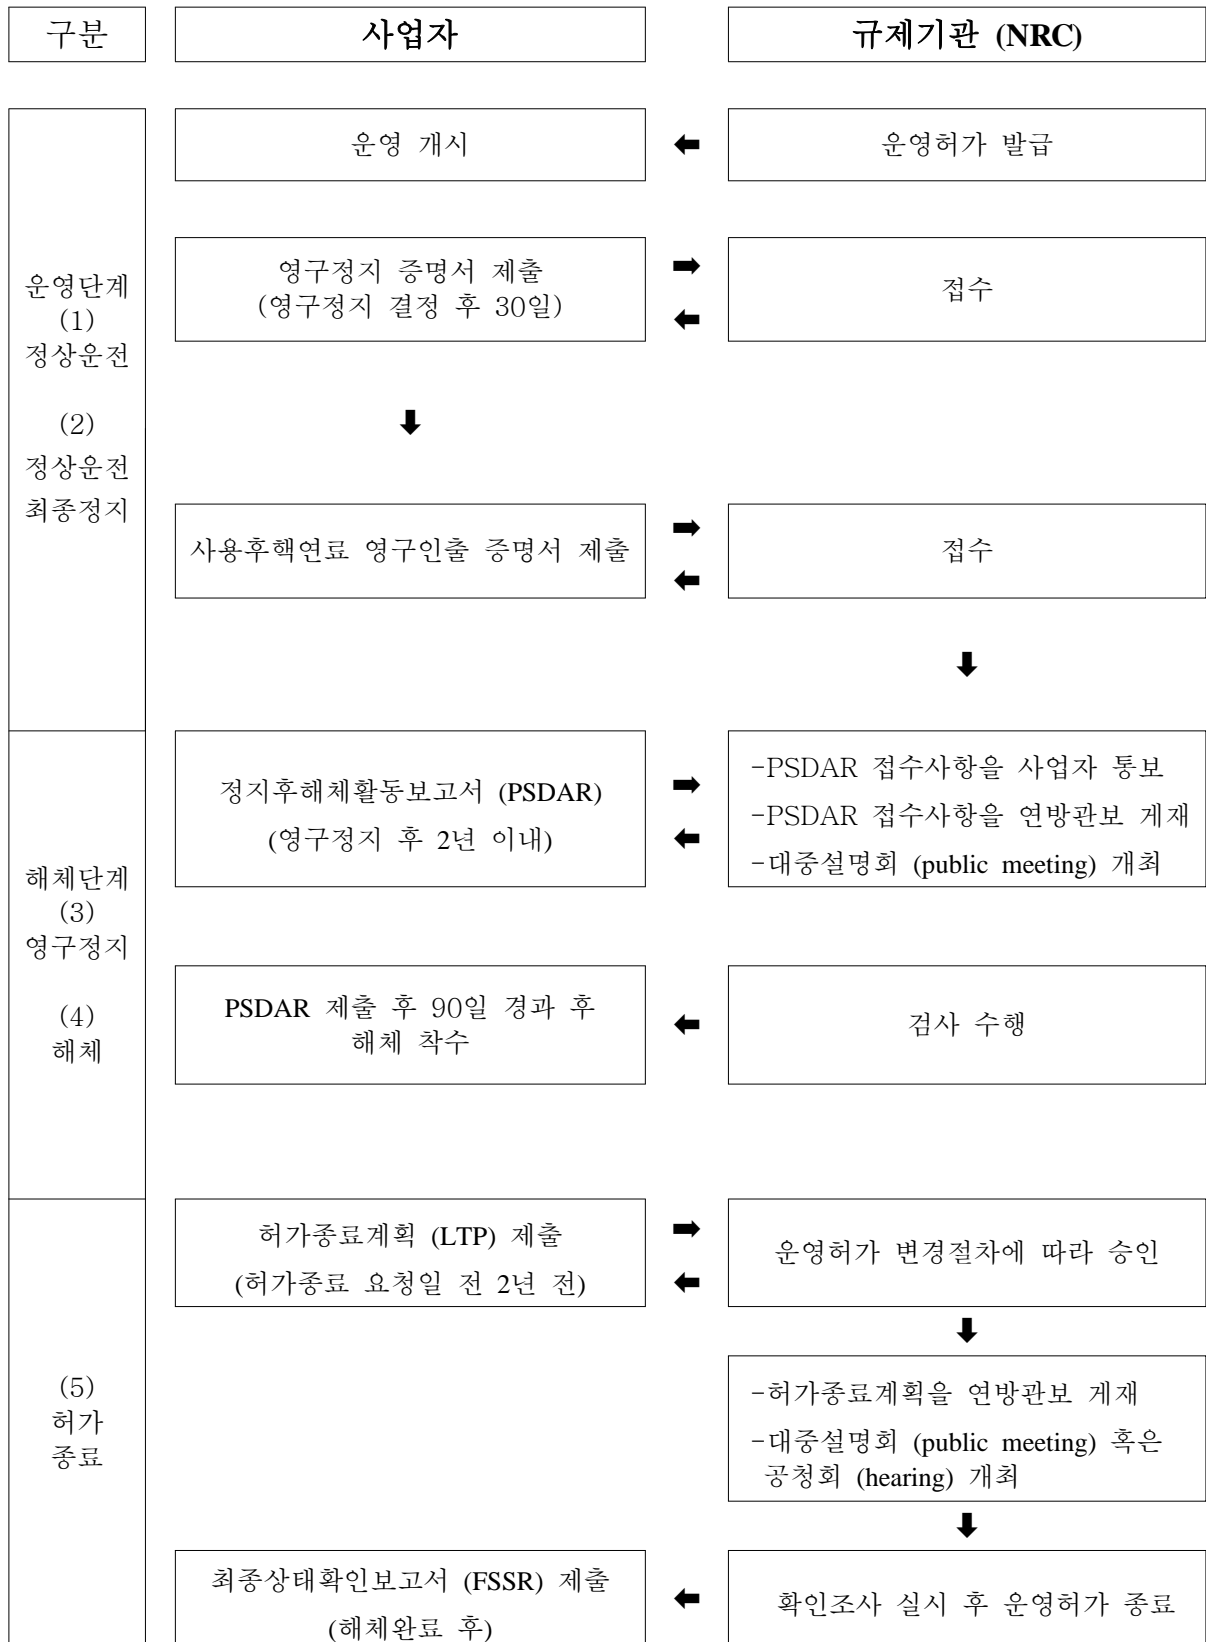 구분
사업자
규제기관 (NRC)
운영 개시
운영허가 발급
운영단계
(1)
정상운전
(2)
정상운전
최종정지
영구정지 증명서 제출
(영구정지 결정 후 30일)
접수
사용후핵연료 영구인출 증명서 제출
접수
해체단계
(3)
영구정지
(4)
해체
정지후해체활동보고서 (PSDAR)
(영구정지 후 2년 이내)
-PSDAR 접수사항을 사업자 통보
-PSDAR 접수사항을 연방관보 게재
-대중설명회 (public meeting) 개최
PSDAR 제출 후 90일 경과 후
해체 착수
검사 수행
(5)
허가
종료
허가종료계획 (LTP) 제출
(허가종료 요청일 전 2년 전)
운영허가 변경절차에 따라 승인
-허가종료계획을 연방관보 게재
-대중설명회 (public meeting) 혹은
공청회 (hearing) 개최
최종상태확인보고서 (FSSR) 제출
(해체완료 후)
확인조사 실시 후 운영허가 종료